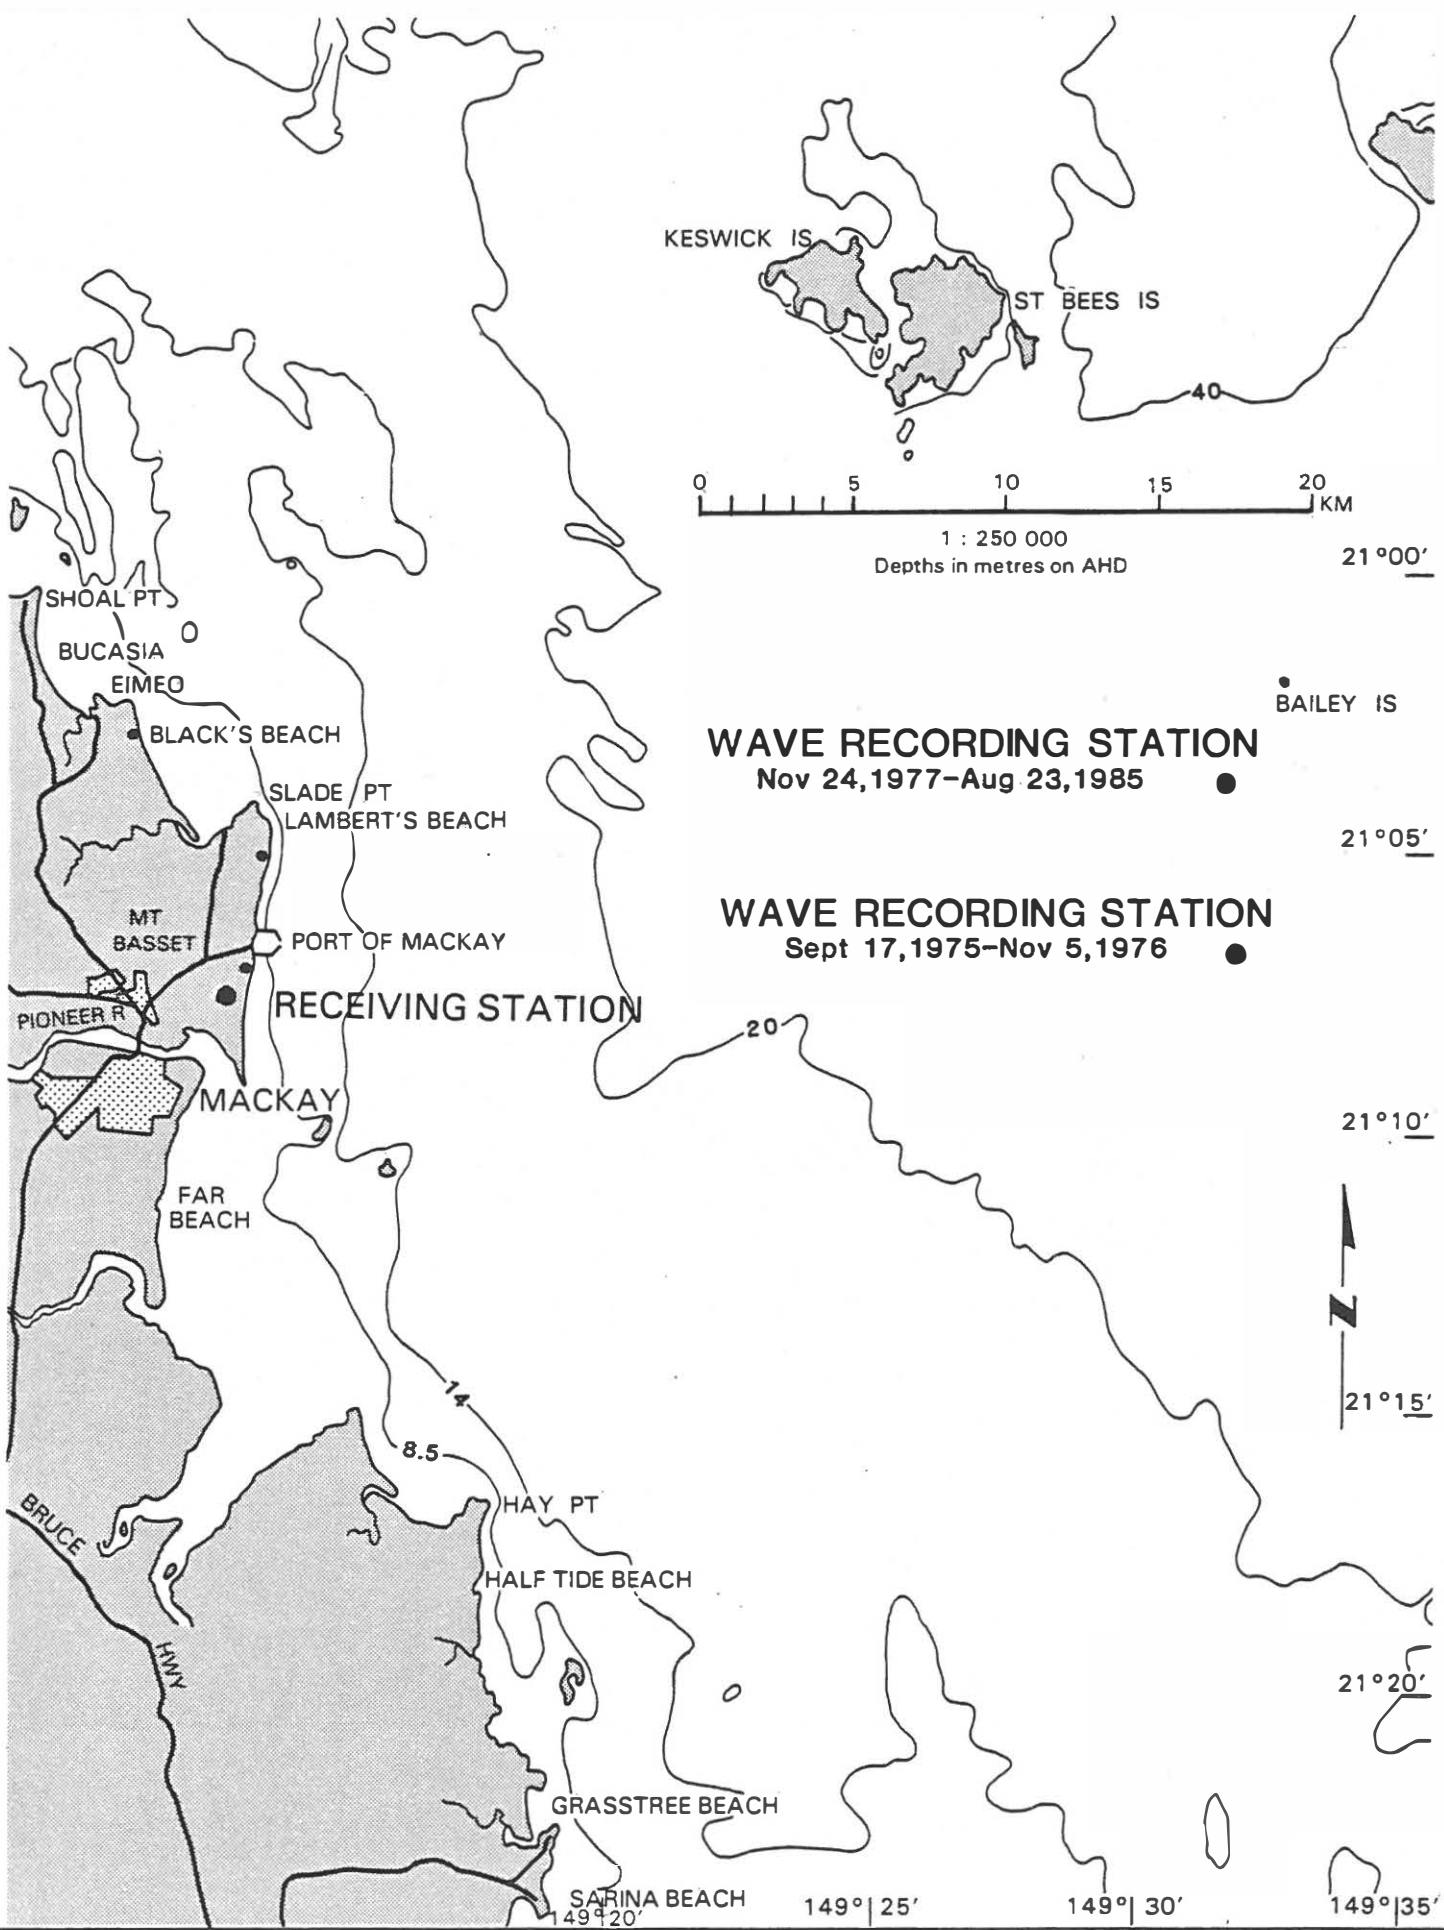 KESWICK IS
ST BEES IS
40
0 5 10 15 20 KM
1 : 250 000
Depths in metres on AHD
21°00'
SHOAL PT
BUCASIA
EIMEO
BAILEY IS
BLACK'S BEACH
WAVE RECORDING STATION
Nov 24,1977-Aug 23,1985
SLADE PT
LAMBERT'S BEACH
21°05'
MT
BASSET
WAVE RECORDING STATION
Sept 17,1975-Nov 5,1976
PORT OF MACKAY
RECEIVING STATION
PIONEER R
20
MACKAY
21°10'
FAR
BEACH
N
14
21°15'
8.5
HAY PT
BRUCE
HWY
HALF TIDE BEACH
21°20'
GRASSTREE BEACH
SARINA BEACH
149°20' 149°25' 149°30' 149°35'